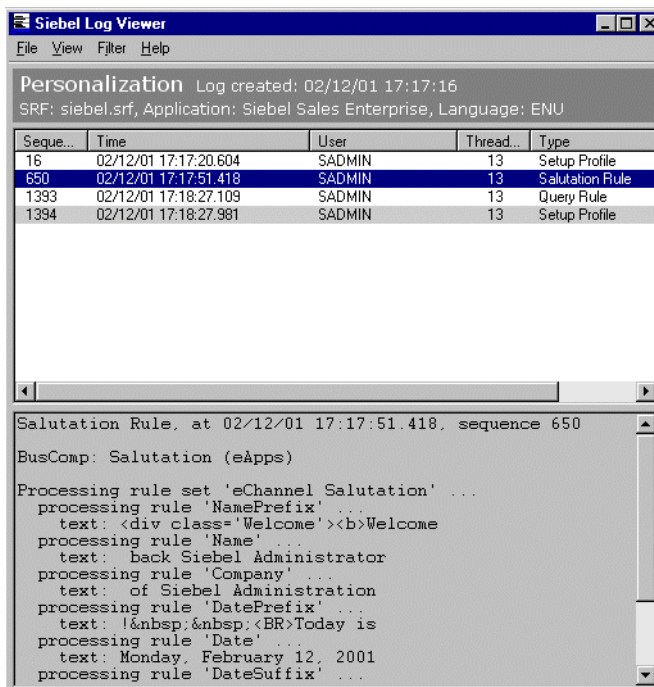 Siebel Log Viewer
File View Filter Help
Personalization Log created: 02/12/01 17:17:16
SRF: siebel.srf, Application: Siebel Sales Enterprise, Language: ENU
Seque... Time User Thread... Type
16 02/12/01 17:17:20.604 SADMIN 13 Setup Profile
650 02/12/01 17:17:51.418 SADMIN 13 Salutation Rule
1393 02/12/01 17:18:27.109 SADMIN 13 Query Rule
1394 02/12/01 17:18:27.981 SADMIN 13 Setup Profile
Salutation Rule, at 02/12/01 17:17:51.418, sequence 650
BusComp: Salutation (eApps)
Processing rule set 'eChannel Salutation' ...
processing rule 'NamePrefix' ...
text: <div class='Welcome'><b>Welcome
processing rule 'Name' ...
text: back Siebel Administrator
processing rule 'Company' ...
text: of Siebel Administration
processing rule 'DatePrefix' ...
text: !&nbsp;&nbsp;<BR>Today is
processing rule 'Date' ...
text: Monday, February 12, 2001
processing rule 'DateSuffix' ...